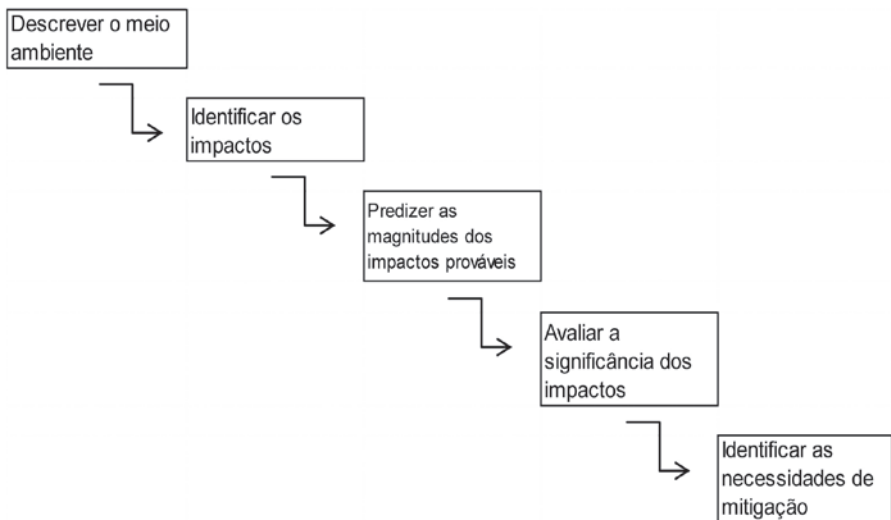 Descrever o meio
ambiente
Identificar os
impactos
Predizer as
magnitudes dos
impactos prováveis
Avaliar a
significância dos
impactos
Identificar as
necessidades de
mitigação